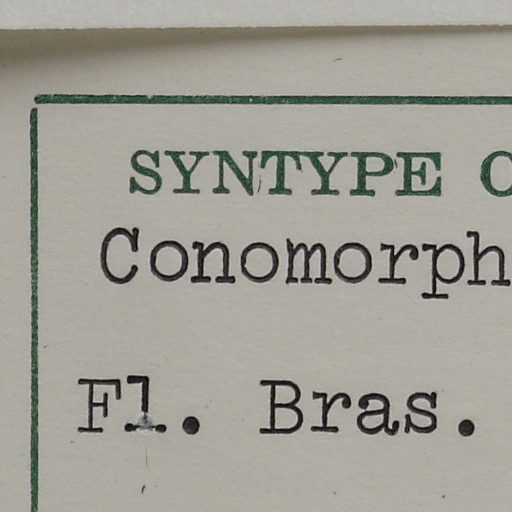 SYNTYPE O
Conomorph
Fl. Bras.